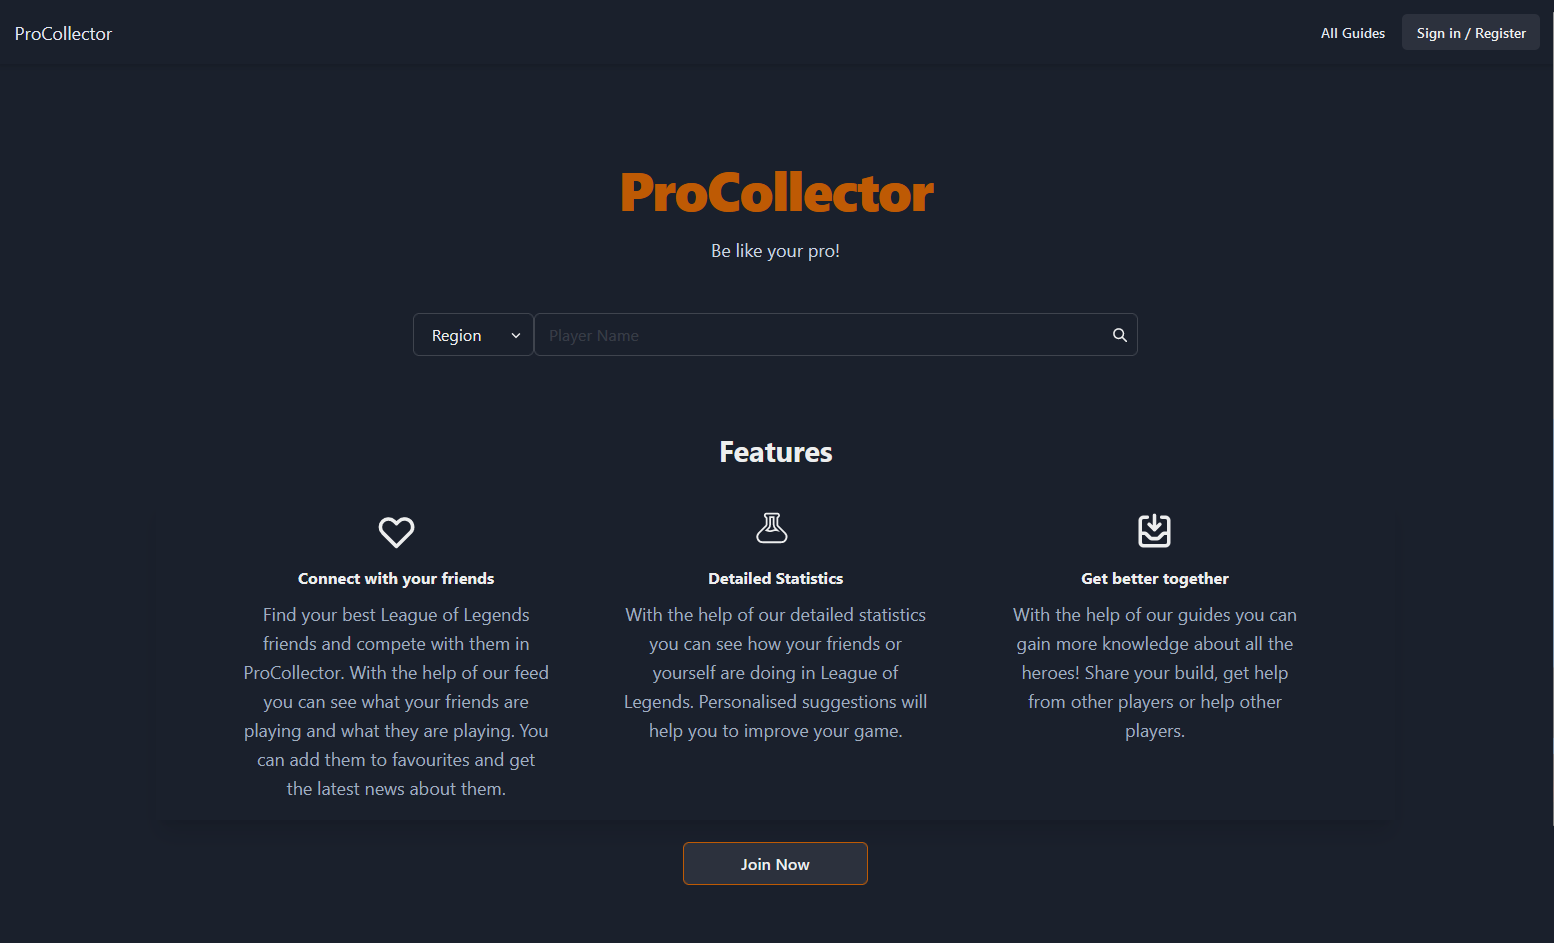 ProCollector
All Guides
Sign in / Register
ProCollector
Be like your pro!
Region
Player Name
Features
Connect with your friends
Find your best League of Legends
friends and compete with them in
ProCollector. With the help of our feed
you can see what your friends are
playing and what they are playing. You
can add them to favourites and get
the latest news about them.
Detailed Statistics
With the help of our detailed statistics
you can see how your friends or
yourself are doing in League of
Legends. Personalised suggestions will
help you to improve your game.
Get better together
With the help of our guides you can
gain more knowledge about all the
heroes! Share your build, get help
from other players or help other
players.
Join Now